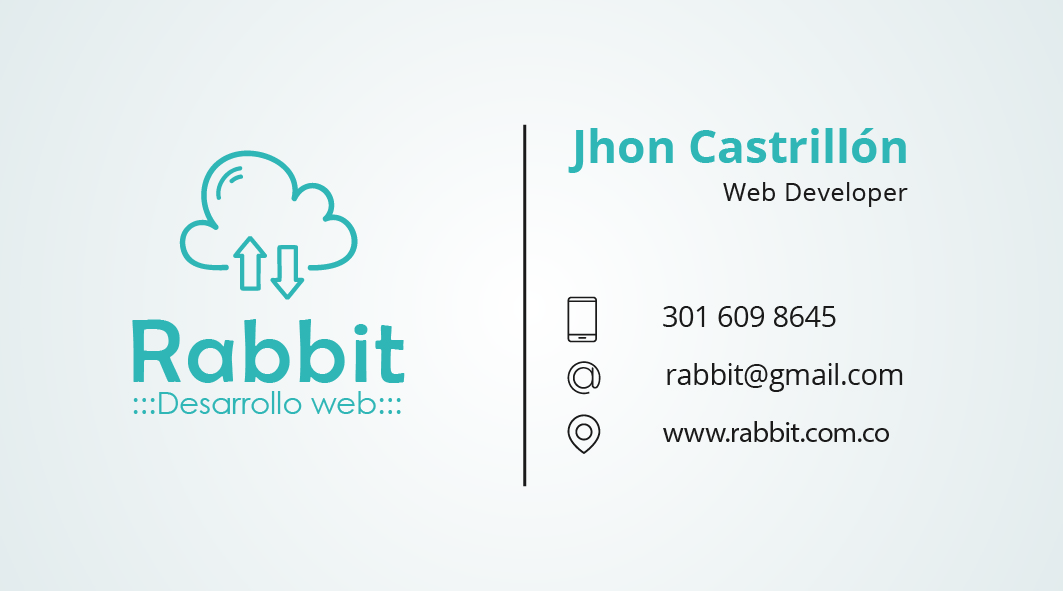 Rabbit
:::Desarrollo web:::
Jhon Castrillón
Web Developer
301 609 8645
rabbit@gmail.com
www.rabbit.com.co